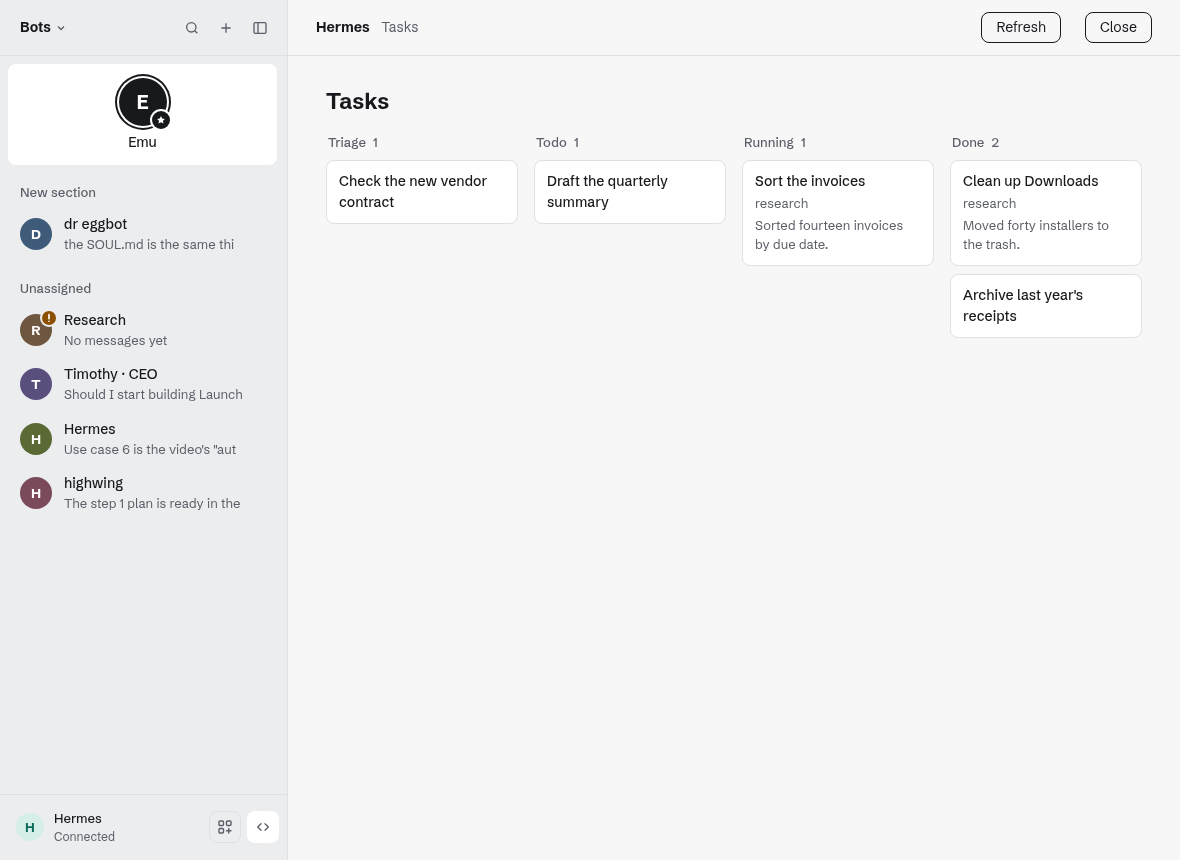 Bots
E
Emu
New section
D
dr eggbot
the SOUL.md is the same thi
Unassigned
R
!
Research
No messages yet
T
Timothy · CEO
Should I start building Launch
H
Hermes
Use case 6 is the video's "aut
H
highwing
The step 1 plan is ready in the
H
Hermes
Connected
Hermes Tasks
Refresh
Close
Tasks
Triage 1
Check the new vendor
contract
Todo 1
Draft the quarterly
summary
Running 1
Sort the invoices
research
Sorted fourteen invoices
by due date.
Done 2
Clean up Downloads
research
Moved forty installers to
the trash.
Archive last year's
receipts